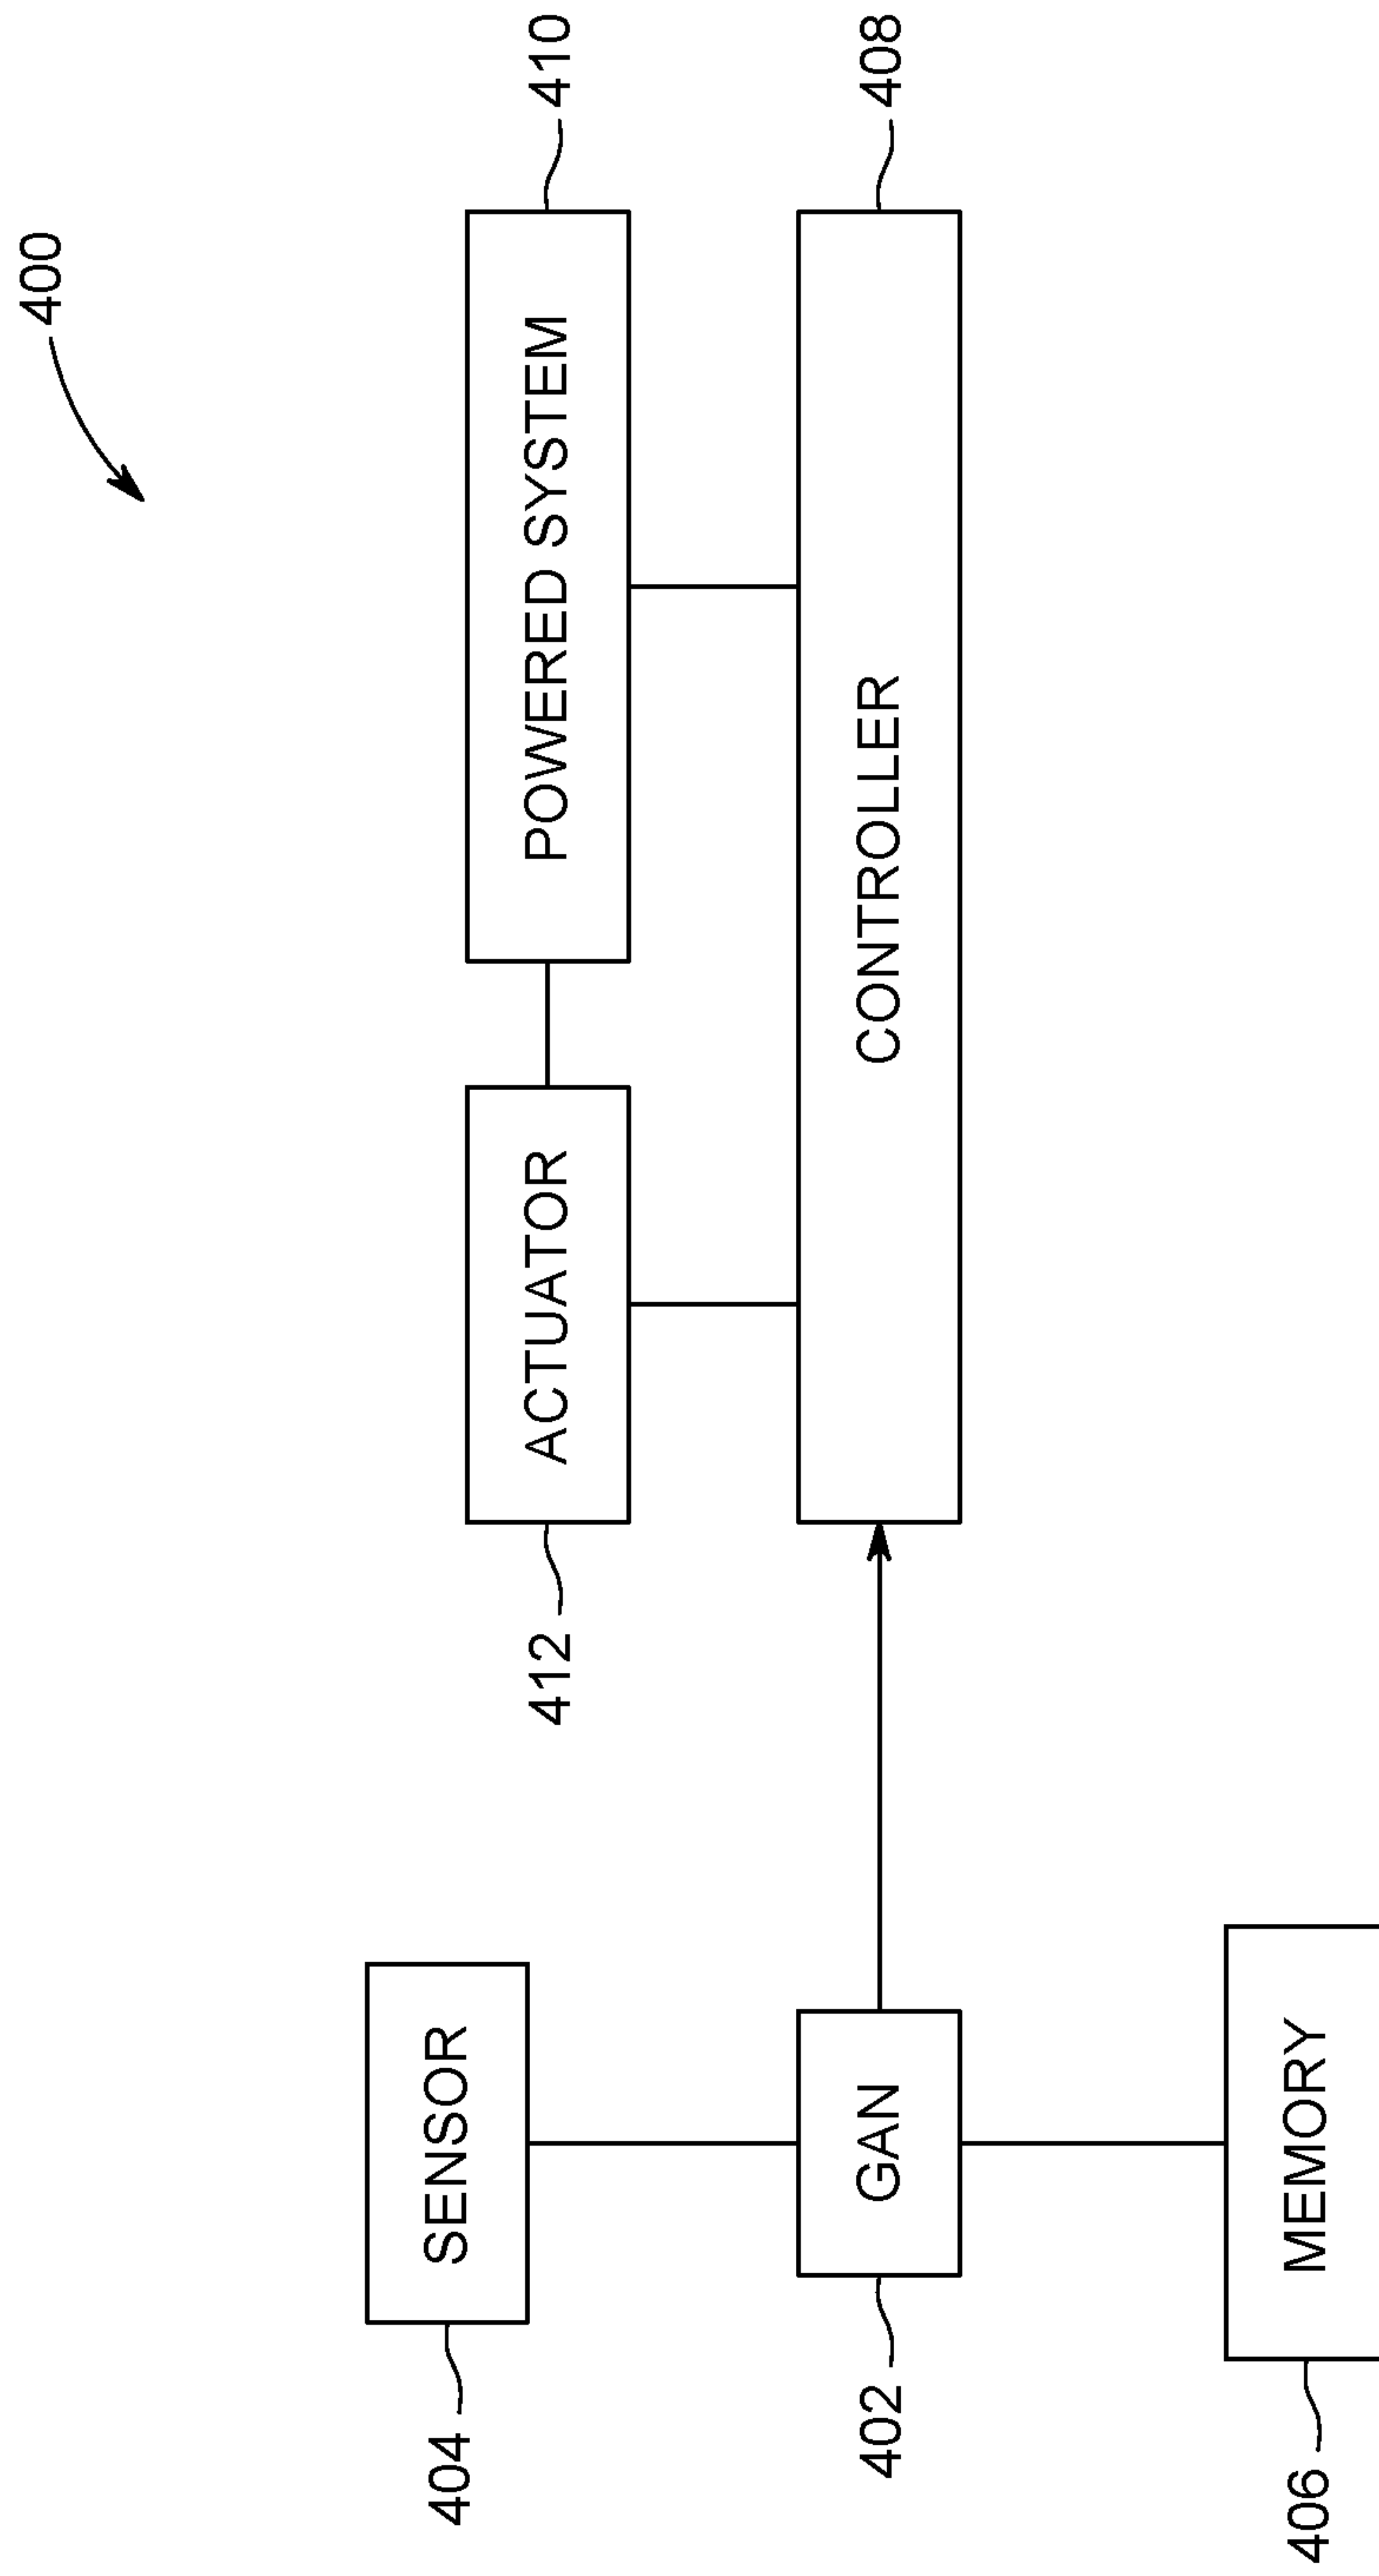 400
SENSOR
404
GAN
402
MEMORY
406
ACTUATOR
412
POWERED SYSTEM
410
CONTROLLER
408